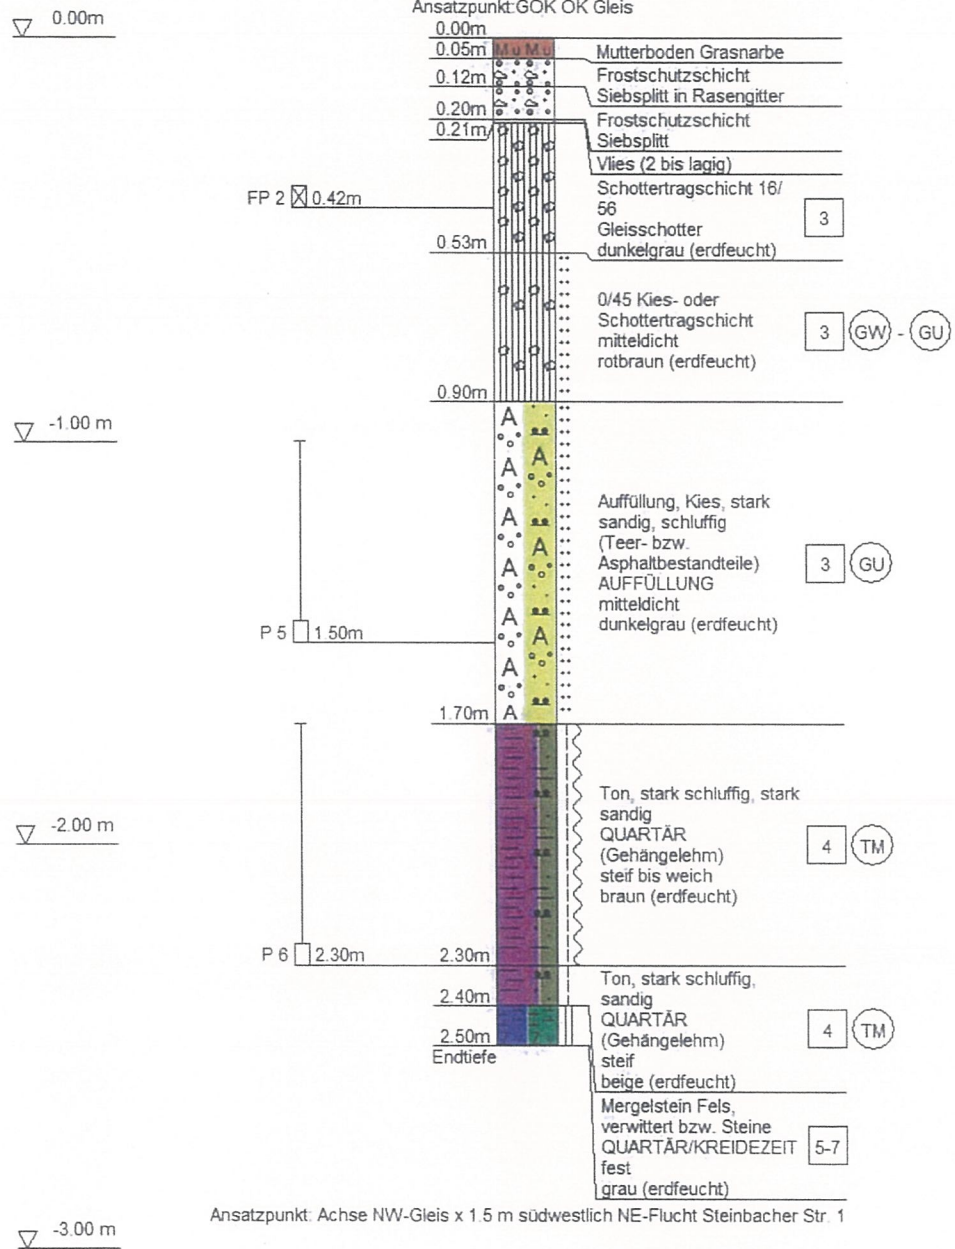 Ansatzpunkt:GOK OK Gleis
0.00m
0.00m
0.05m
Mu Mu
Mutterboden Grasnarbe
0.12m
Frostschutzschicht
Siebsplitt in Rasengitter
0.20m
Frostschutzschicht
Siebsplitt
0.21m
Vlies (2 bis lagig)
FP 2
0.42m
Schottertragschicht 16/
56
Gleisschotter
dunkelgrau (erdfeucht)
3
0.53m
0/45 Kies- oder
Schottertragschicht
mitteldicht
rotbraun (erdfeucht)
3
GW - GU
0.90m
-1.00 m
A
A
A
A
A
A
A
A
A
A
A
Auffüllung, Kies, stark
sandig, schluffig
(Teer- bzw.
Asphaltbestandteile)
AUFFÜLLUNG
mitteldicht
dunkelgrau (erdfeucht)
3
GU
P 5
1.50m
1.70m
-2.00 m
Ton, stark schluffig, stark
sandig
QUARTÄR
(Gehängelehm)
steif bis weich
braun (erdfeucht)
4
TM
P 6
2.30m
2.30m
2.40m
Ton, stark schluffig,
sandig
QUARTÄR
(Gehängelehm)
steif
beige (erdfeucht)
4
TM
2.50m
Endtiefe
Mergelstein Fels,
verwittert bzw. Steine
QUARTÄR/KREIDEZEIT
fest
grau (erdfeucht)
5-7
Ansatzpunkt: Achse NW-Gleis x 1.5 m südwestlich NE-Flucht Steinbacher Str. 1
-3.00 m